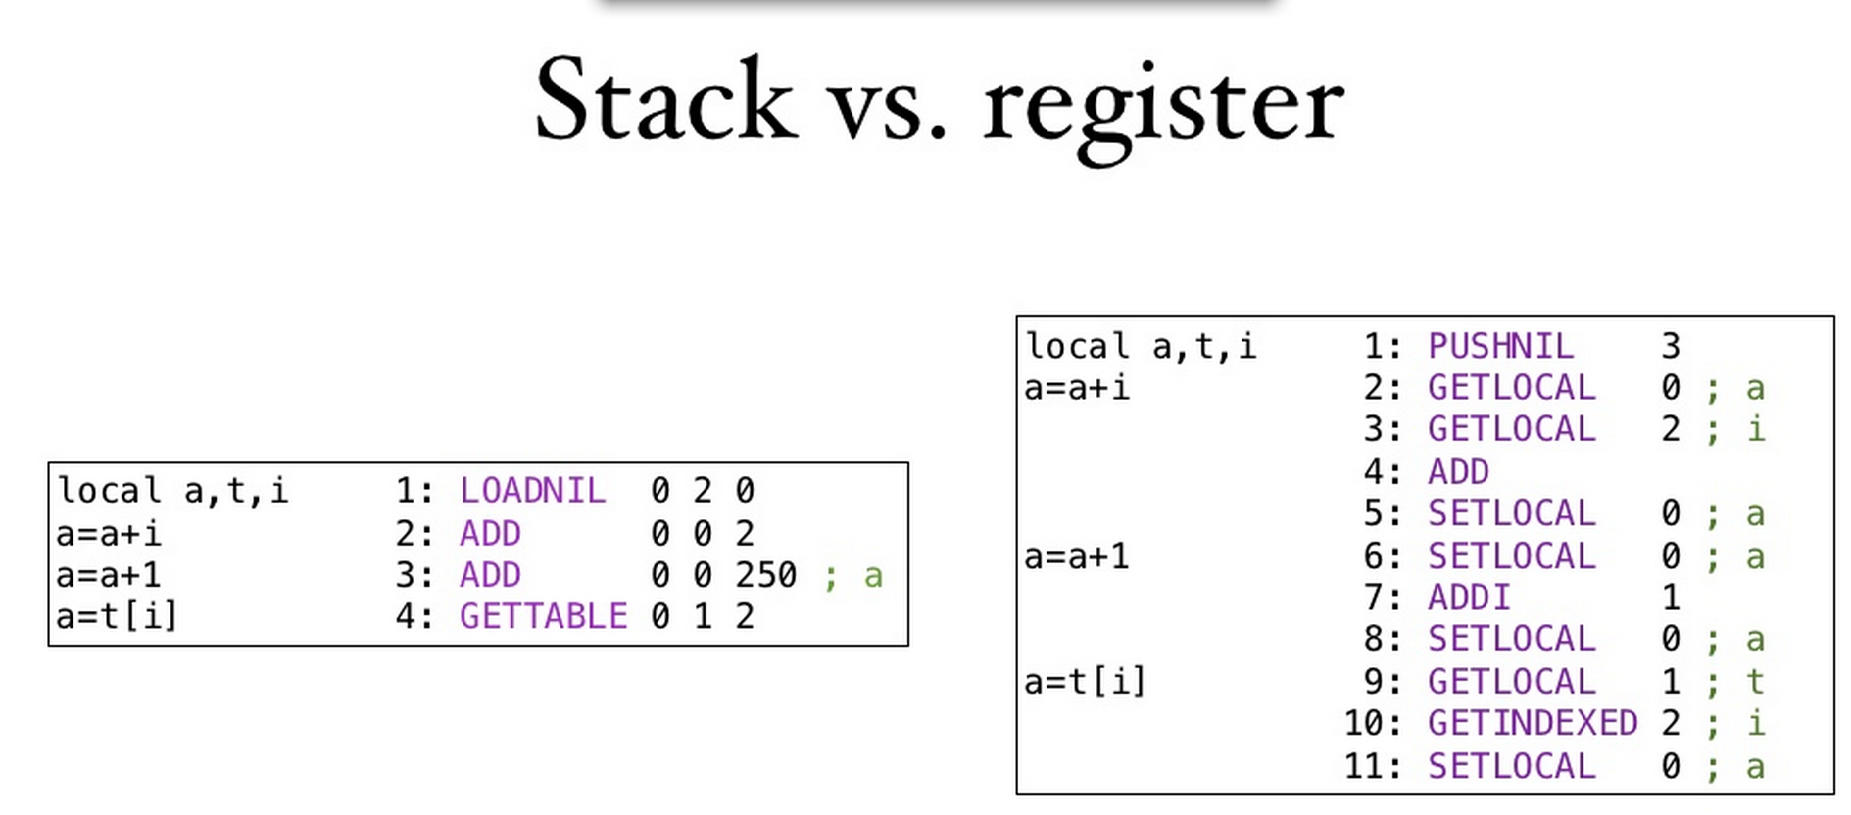 Stack vs. register
local a,t,i 1: LOADNIL 0 2 0
a=a+i 2: ADD 0 0 2
a=a+1 3: ADD 0 0 250 ; a
a=t[i] 4: GETTABLE 0 1 2
local a,t,i 1: PUSHNIL 3
a=a+i 2: GETLOCAL 0 ; a
3: GETLOCAL 2 ; i
4: ADD
5: SETLOCAL 0 ; a
a=a+1 6: SETLOCAL 0 ; a
7: ADDI 1
8: SETLOCAL 0 ; a
a=t[i] 9: GETLOCAL 1 ; t
10: GETINDEXED 2 ; i
11: SETLOCAL 0 ; a